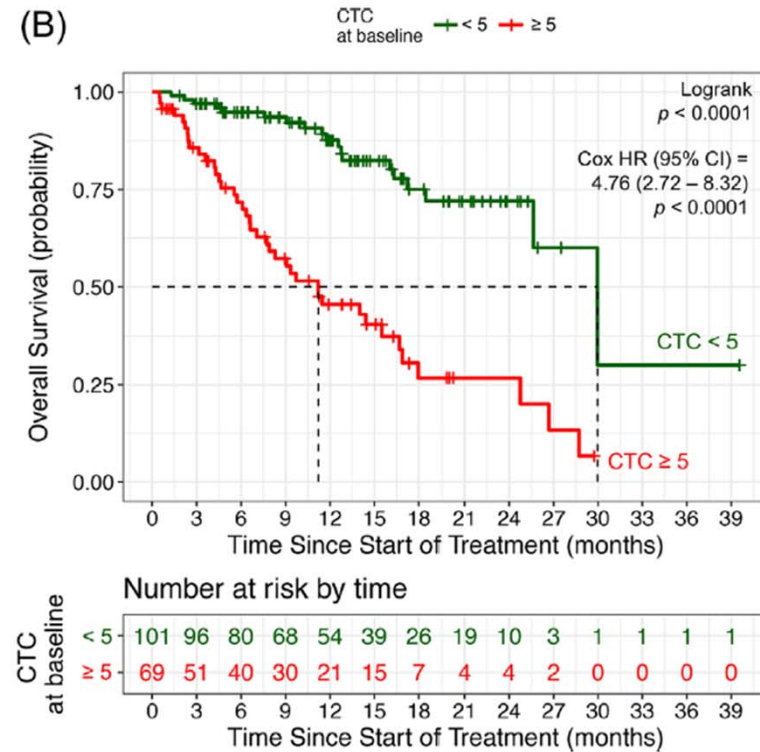 (B)
CTC
at baseline
< 5
≥ 5
Logrank
p < 0.0001
Cox HR (95% CI) =
4.76 (2.72 – 8.32)
p < 0.0001
Overall Survival (probability)
1.00
0.75
0.50
0.25
0.00
CTC < 5
CTC ≥ 5
0 3 6 9 12 15 18 21 24 27 30 33 36 39
Time Since Start of Treatment (months)
Number at risk by time
CTC
at baseline
< 5 101 96 80 68 54 39 26 19 10 3 1 1 1 1
≥ 5 69 51 40 30 21 15 7 4 4 2 0 0 0 0
0 3 6 9 12 15 18 21 24 27 30 33 36 39
Time Since Start of Treatment (months)